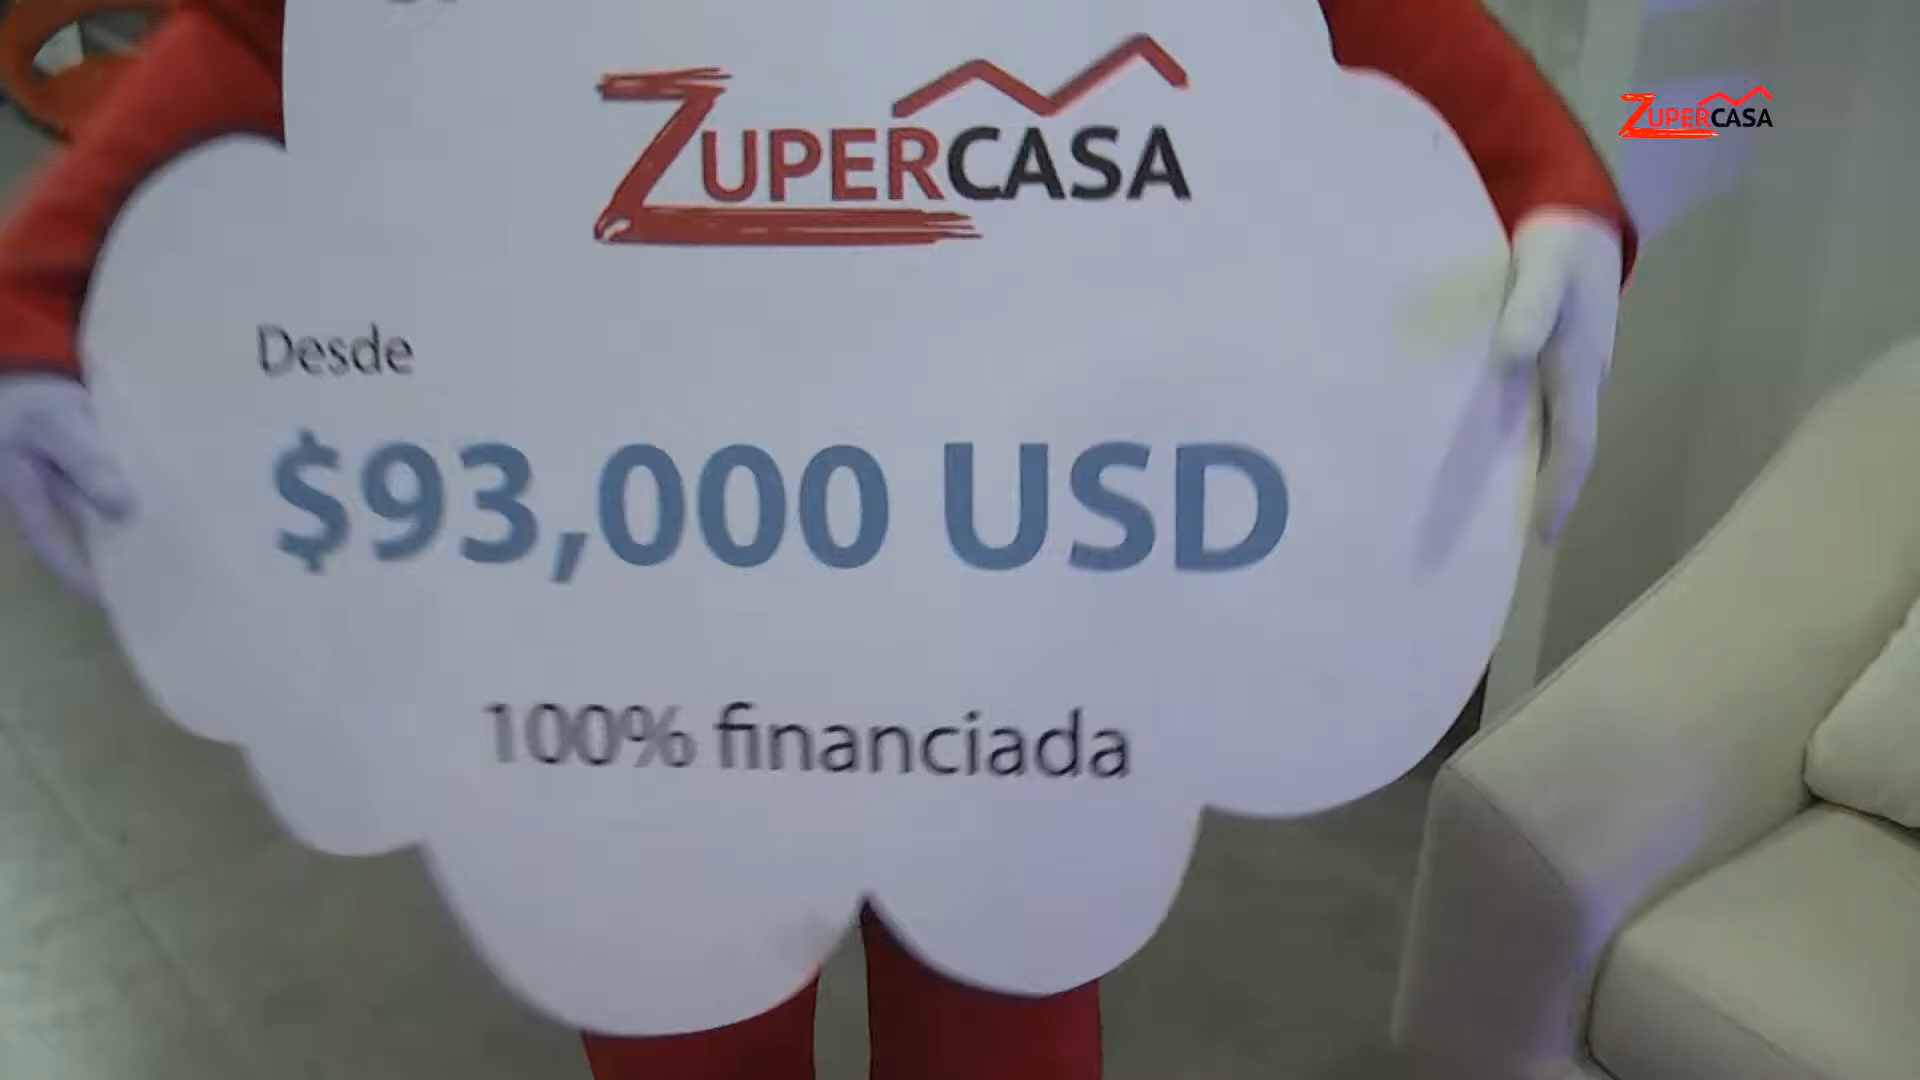 ZUPERCASA
ZUPERCASA
Desde
$93,000 USD
100% financiada